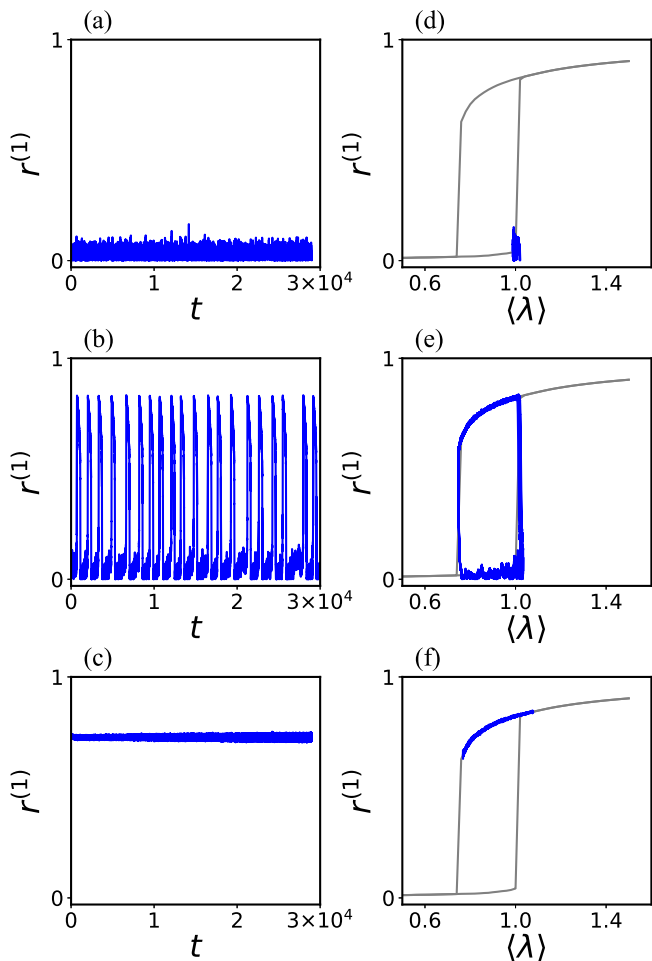 (a) (d)
1 1
r^{(1)} r^{(1)}
0 0
0 1 2 3×10^4 0.6 1.0 1.4
t ⟨λ⟩
(b) (e)
1 1
r^{(1)} r^{(1)}
0 0
0 1 2 3×10^4 0.6 1.0 1.4
t ⟨λ⟩
(c) (f)
1 1
r^{(1)} r^{(1)}
0 0
0 1 2 3×10^4 0.6 1.0 1.4
t ⟨λ⟩